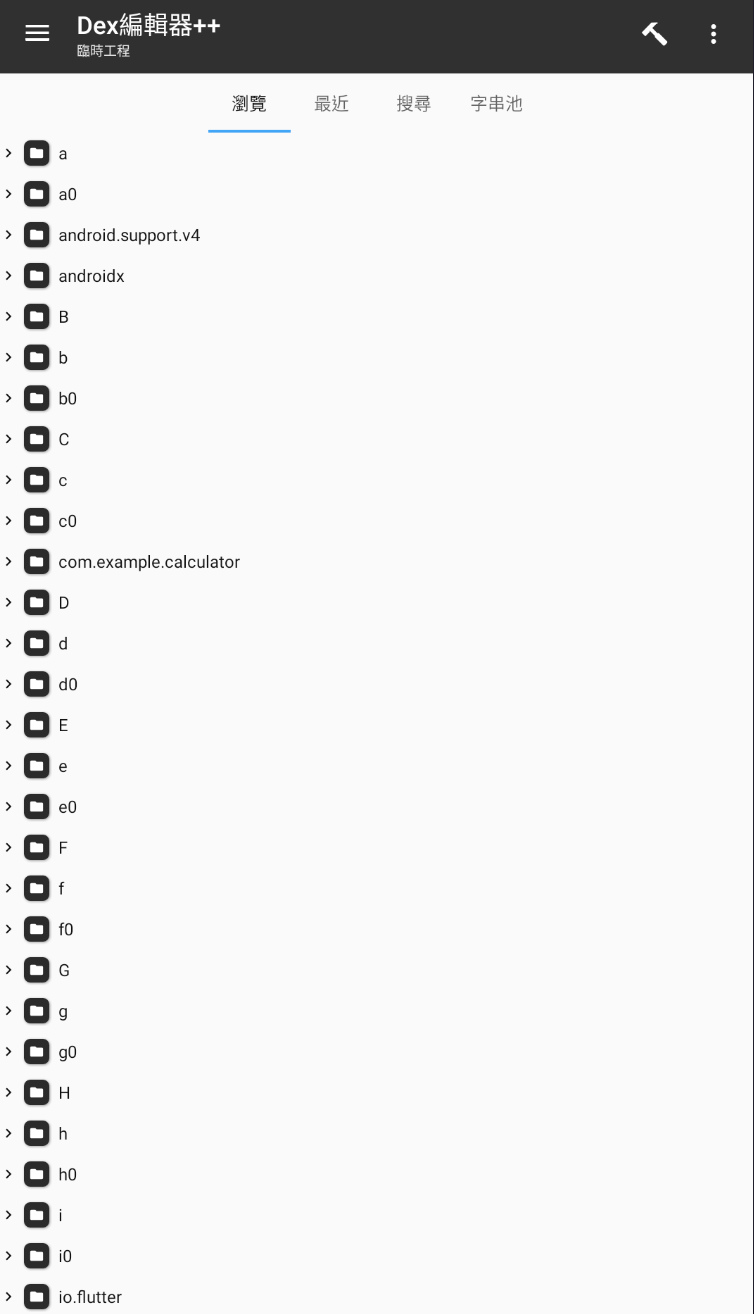 Dex編輯器++
臨時工程
瀏覽 最近 搜尋 字串池
a
a0
android.support.v4
androidx
B
b
b0
C
c
c0
com.example.calculator
D
d
d0
E
e
e0
F
f
f0
G
g
g0
H
h
h0
i
i0
io.flutter